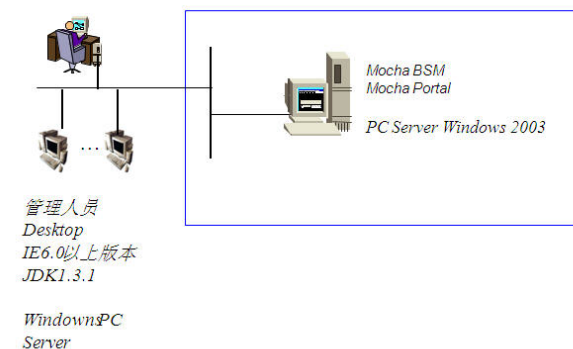 Mocha BSM
Mocha Portal
PC Server Windows 2003
...
管理人员
Desktop
IE6.0以上版本
JDK1.3.1
WindownsPC
Server